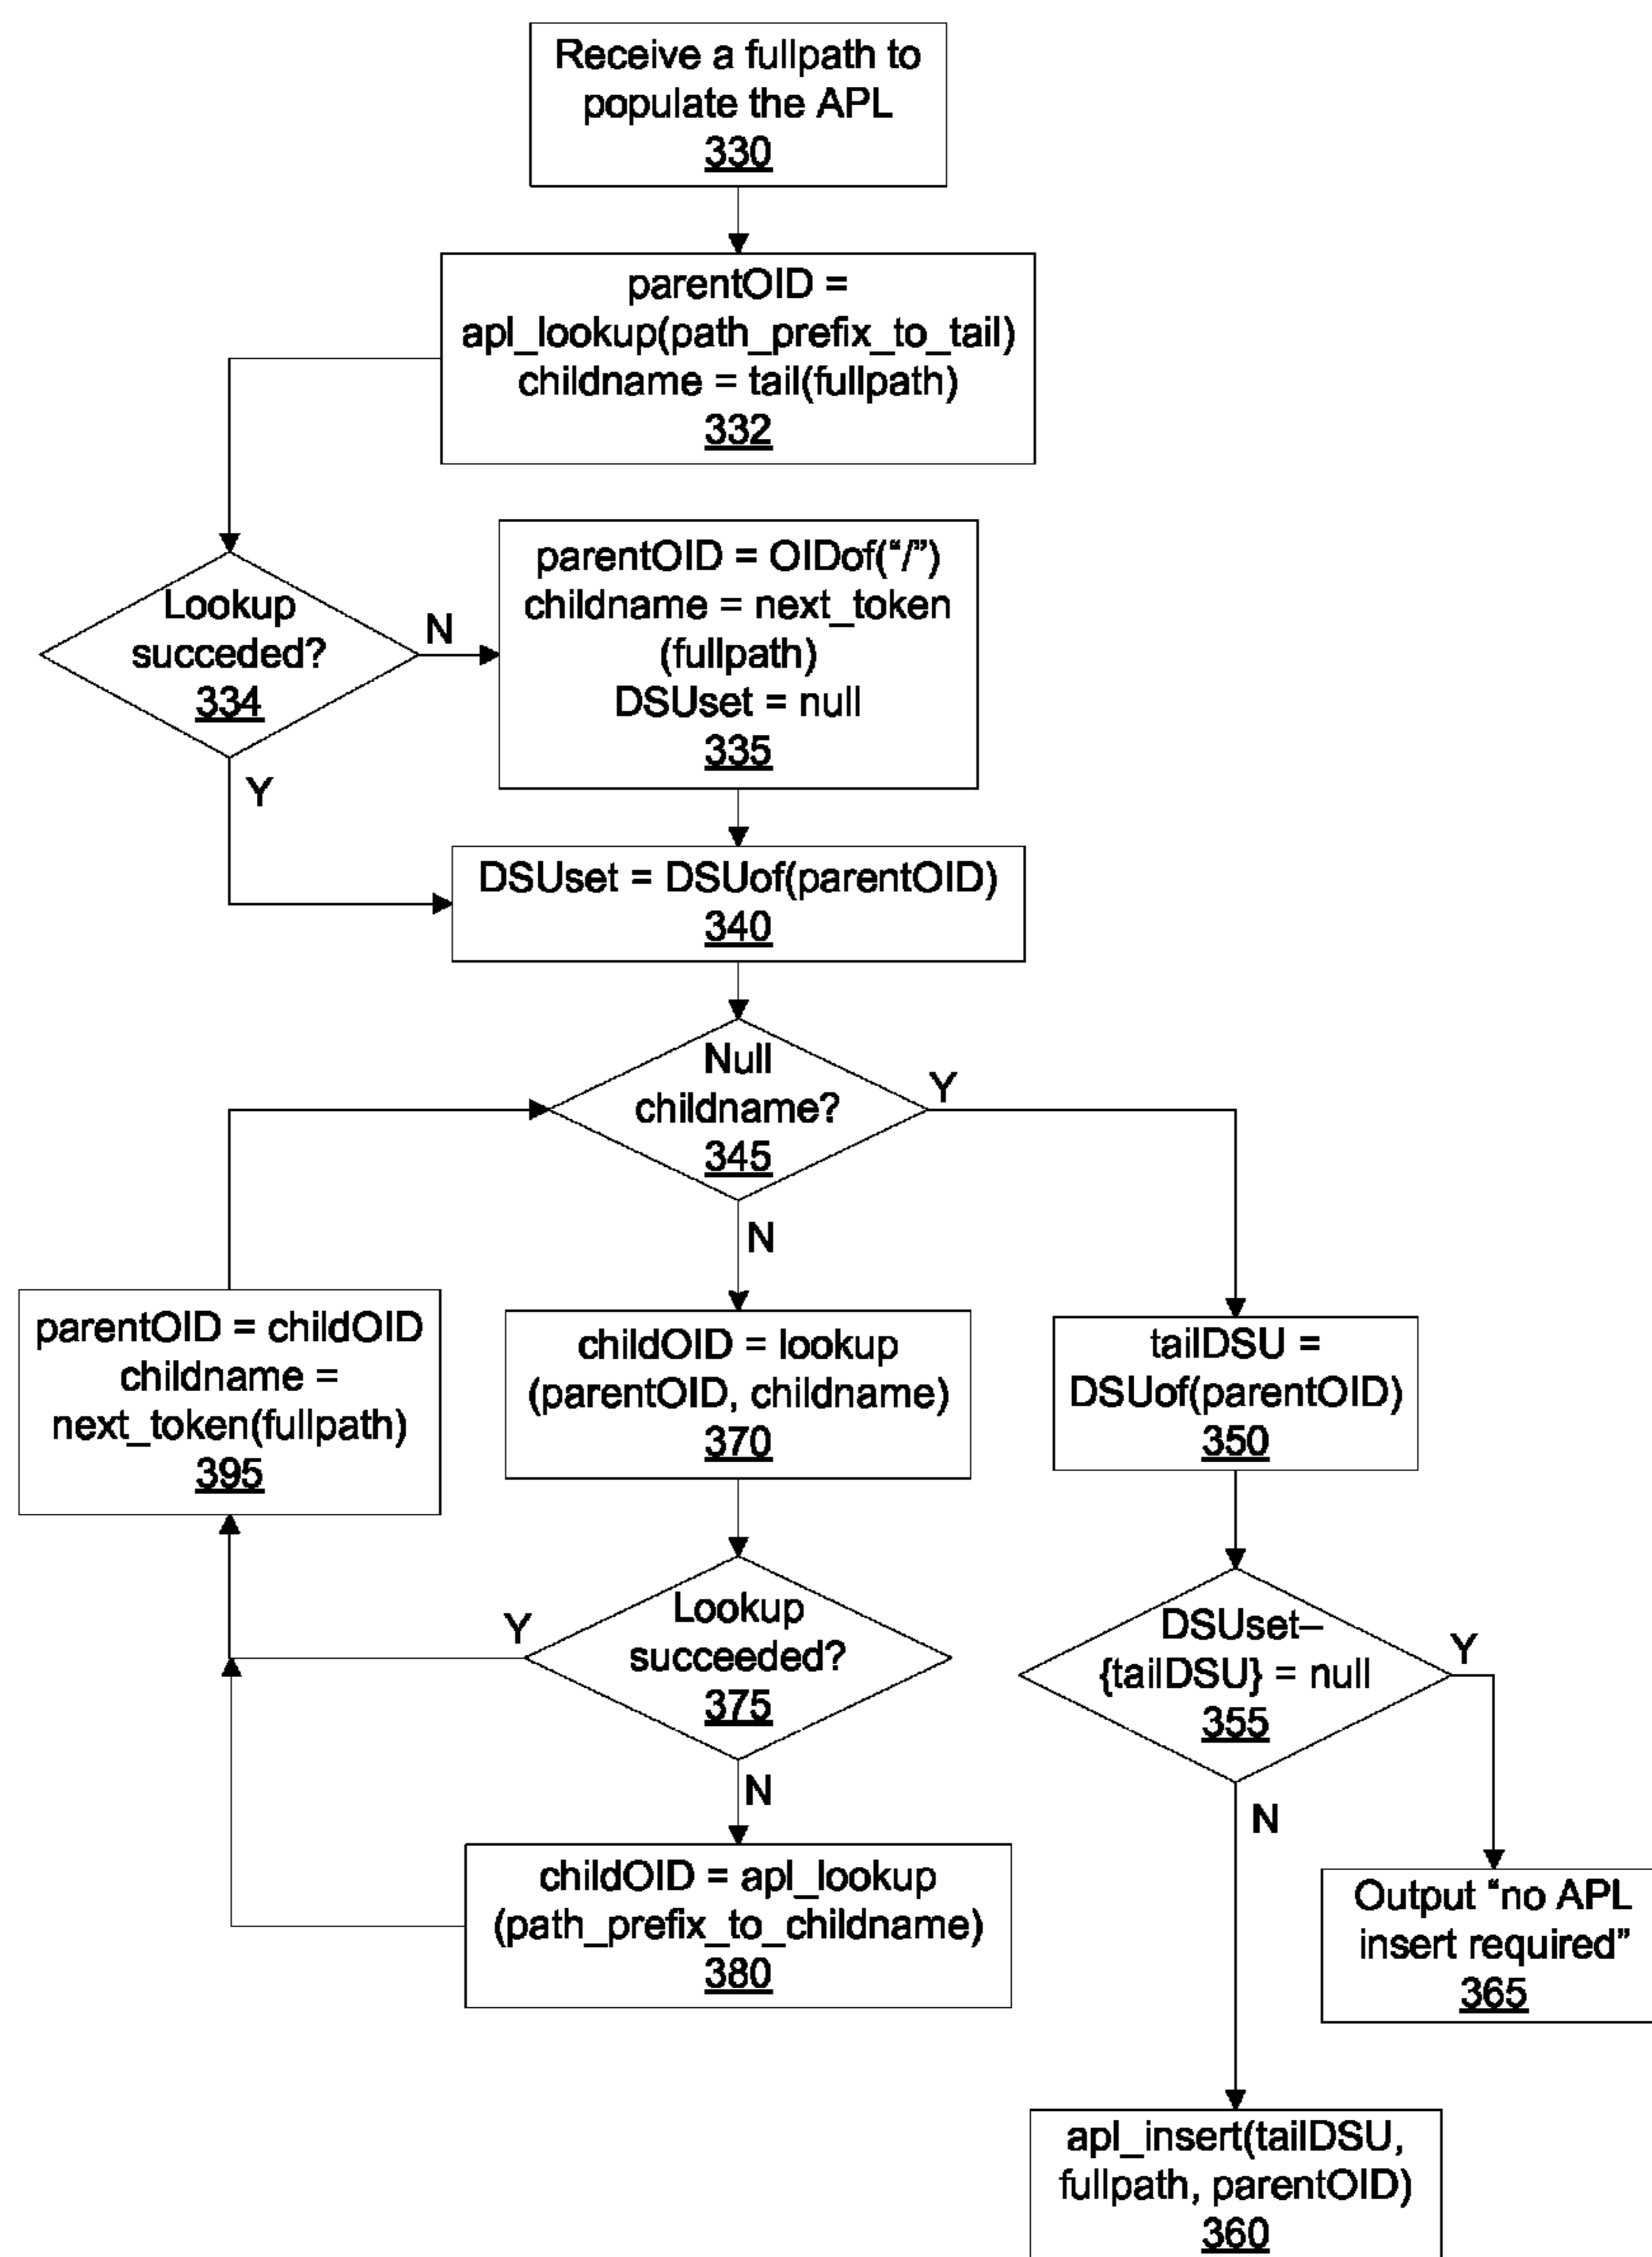 Receive a fullpath to
populate the APL
330
parentOID =
apl_lookup(path_prefix_to_tail)
childname = tail(fullpath)
332
Lookup
succeded?
334
N
Y
parentOID = OIDof(“/”)
childname = next_token
(fullpath)
DSUset = null
335
DSUset = DSUof(parentOID)
340
Null
childname?
345
Y
N
parentOID = childOID
childname =
next_token(fullpath)
395
childOID = lookup
(parentOID, childname)
370
tailDSU =
DSUof(parentOID)
350
Lookup
succeeded?
375
Y
N
DSUset–
{tailDSU} = null
355
Y
N
childOID = apl_lookup
(path_prefix_to_childname)
380
Output “no APL
insert required”
365
apl_insert(tailDSU,
fullpath, parentOID)
360